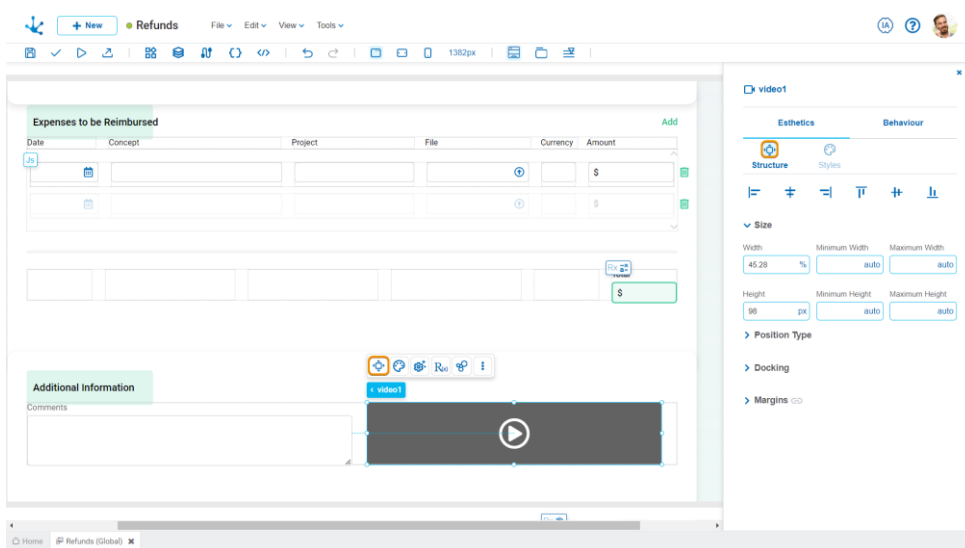 + New
Refunds
File
Edit
View
Tools
IA
?
1382px
Expenses to be Reimbursed
Add
Date
Concept
Project
File
Currency
Amount
Js
$
$
Rx
$
Additional Information
R(x)
< video1
Comments
video1
Esthetics
Behaviour
Structure
Styles
Size
Width
Minimum Width
Maximum Width
45.28
%
auto
auto
Height
Minimum Height
Maximum Height
98
px
auto
auto
Position Type
Docking
Margins
Home
Refunds (Global)